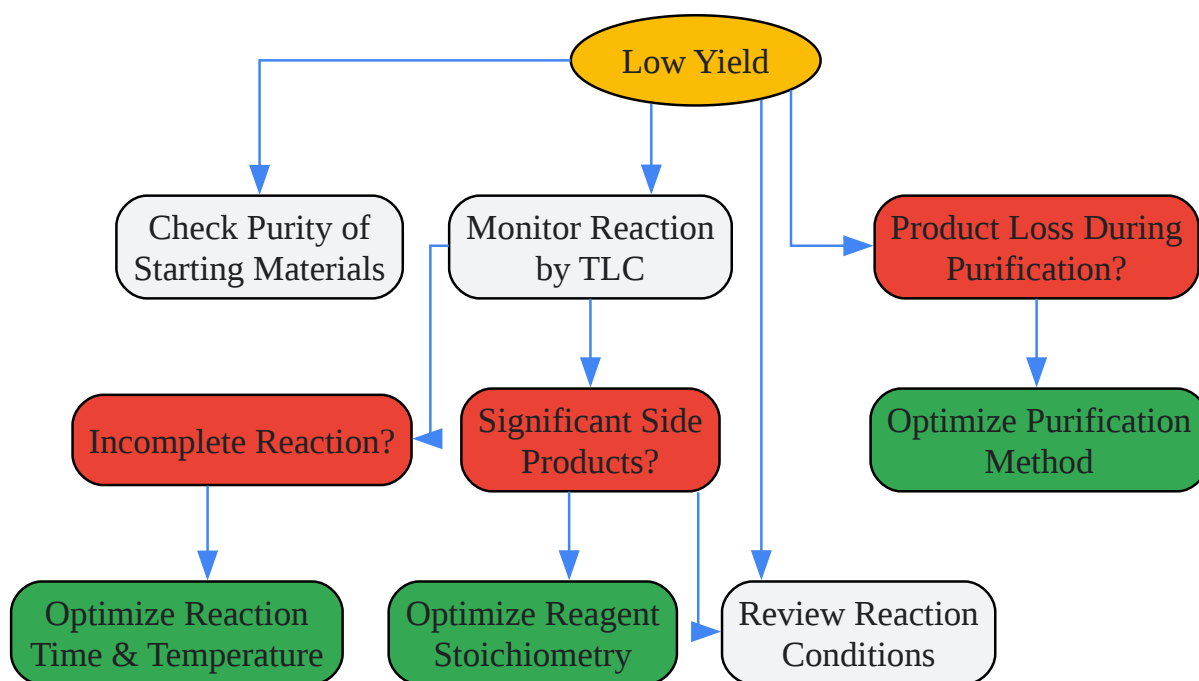 Low Yield
Check Purity of
Starting Materials
Monitor Reaction
by TLC
Product Loss During
Purification?
Incomplete Reaction?
Significant Side
Products?
Optimize Purification
Method
Optimize Reaction
Time & Temperature
Optimize Reagent
Stoichiometry
Review Reaction
Conditions